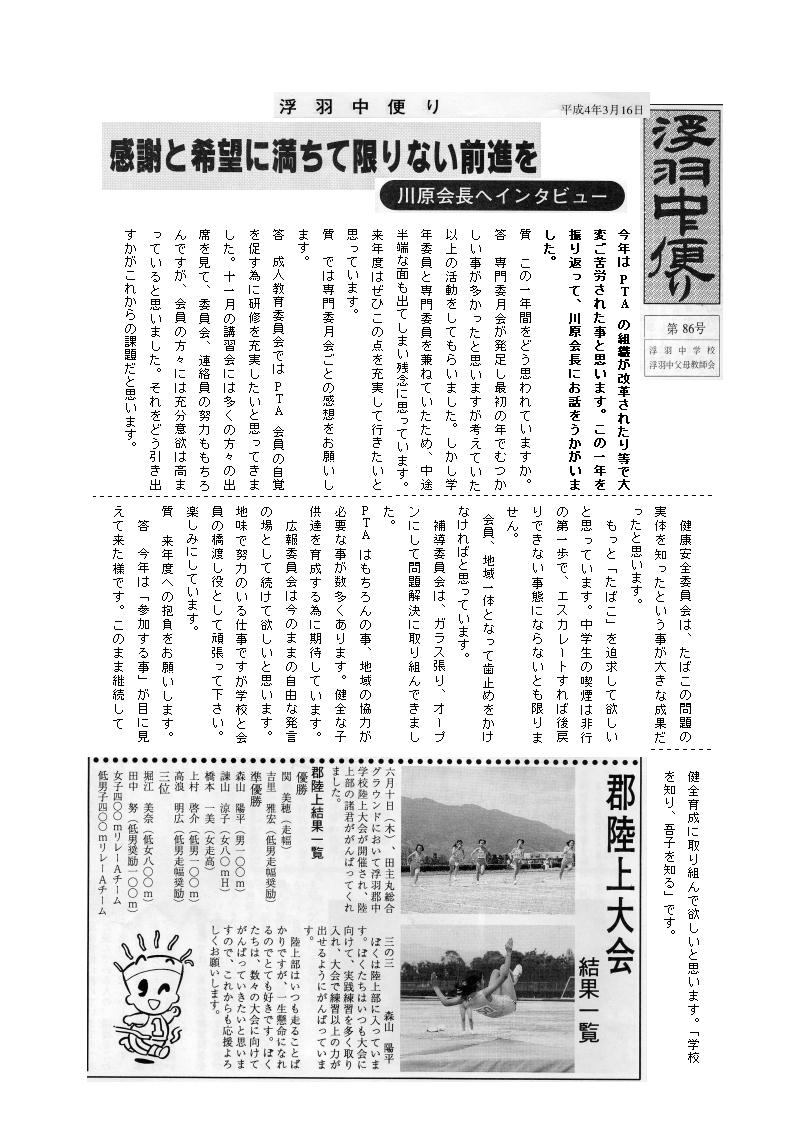 浮羽中便り
平成4年3月16日
浮羽中便り
第86号
浮羽中学校
浮羽中父母教師会
感謝と希望に満ちて限りない前進を
川原会長へインタビュー
今年はPTAの組織が改革されたり等で大
変ご苦労された事と思います。この一年を
振り返って、川原会長にお話をうかがいま
した。
質　この一年間をどう思われていますか。
答　専門委月会が発足し最初の年でむつか
しい事が多かったと思いますが考えていた
以上の活動をしてもらいました。しかし学
年委員と専門委員を兼ねていたため、中途
半端な面も出てしまい残念に思っています。
来年度はぜひこの点を充実して行きたいと
思っています。
質　では専門委月会ごとの感想をお願いし
ます。
答　成人教育委員会ではPTA会員の自覚
を促す為に研修を充実したいと思ってきま
した。十一月の講習会には多くの方々の出
席を見て、委員会、連絡員の努力ももちろ
んですが、会員の方々には充分意欲は高ま
っていると思いました。それをどう引き出
すかがこれからの課題だと思います。
健康安全委員会は、たばこの問題の
実体を知ったという事が大きな成果だ
ったと思います。
もっと「たばこ」を追求して欲しい
と思っています。中学生の喫煙は非行
の第一歩で、エスカレートすれば後戻
りできない事態にならないとも限りま
せん。
会員、地域一体となって歯止めをかけ
なければと思っています。
補導委員会は、ガラス張り、オープ
ンにして問題解決に取り組んできまし
た。
PTAはもちろんの事、地域の協力が
必要な事が数多くあります。健全な子
供達を育成する為に期待しています。
広報委員会は今のままの自由な発言
の場として続けて欲しいと思います。
地味で努力のいる仕事ですが学校と会
員の橋渡し役として頑張って下さい。
楽しみにしています。
質　来年度への抱負をお願いします。
答　今年は「参加する事」が目に見
えて来た様です。このまま継続して
健全育成に取り組んで欲しいと思います。「学校
を知り、吾子を知る」です。
郡陸上大会
結果一覧
六月十日（木）、田主丸総合
グラウンドにおいて浮羽郡中
学校陸上大会が開催され、陸
上部の諸君ががんばってくれ
ました。
郡陸上結果一覧
優勝
関　美穂（走幅）
吉里　雅宏（低男走幅奨励）
準優勝
森山　陽平（男一〇〇ｍ）
諫山　涼子（女八〇ｍＨ）
橋本　一美（女走高）
上村　啓介（低男一〇〇ｍ）
高浪　明広（低男走幅奨励）
三位
堀江　美奈（低女八〇〇ｍ）
田中　努（低男奨励一〇〇ｍ）
女子四〇〇ｍリレーＡチーム
低男子四〇〇ｍリレーＡチーム
三の三　森山　陽平
ぼくは陸上部に入っていま
す。ぼくたちはいつも大会に
向けて、実践練習を多く取り
入れ、大会で練習以上の力が
出せるようにがんばっていま
す。
陸上部はいつも走ることば
かりですが、一生懸命になれ
るのでとても好きです。ぼく
たちは、数々の大会に向けて
がんばっていきたいと思いま
すので、これからも応援よろ
しくお願いします。